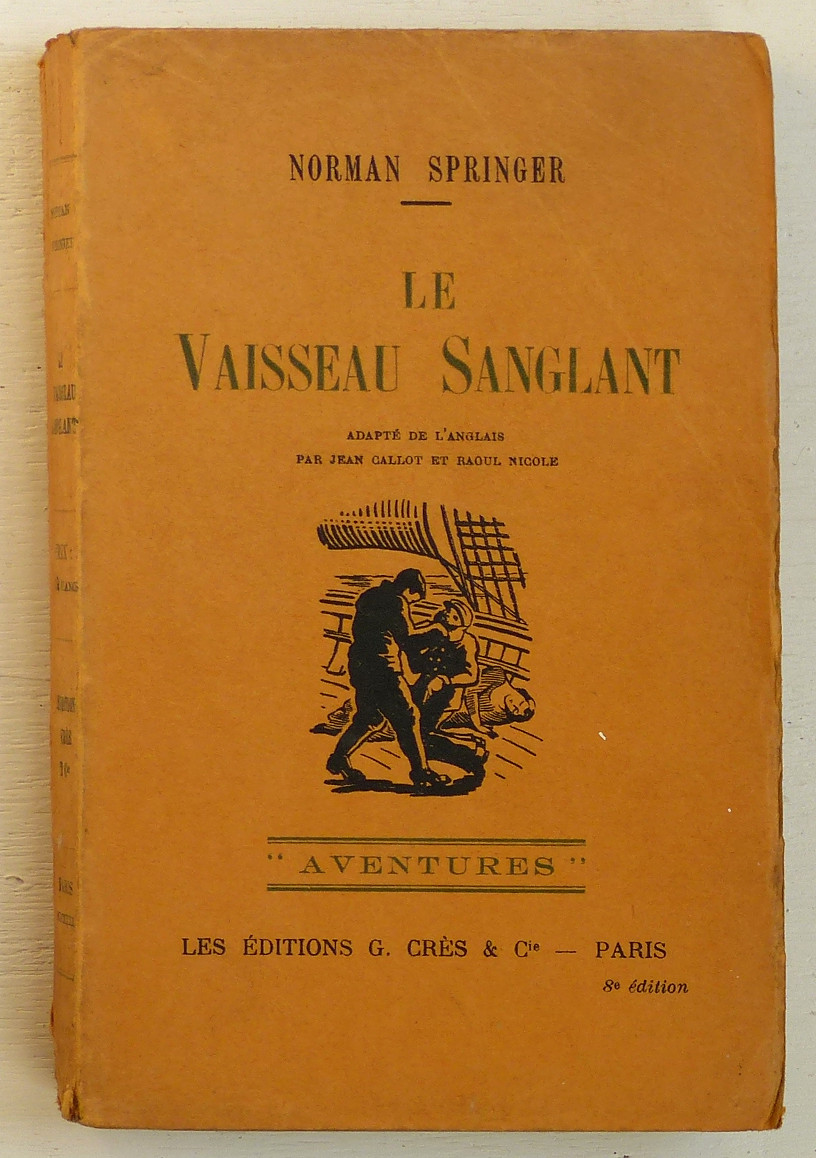 NORMAN SPRINGER
LE
VAISSEAU SANGLANT
ADAPTÉ DE L'ANGLAIS
PAR JEAN CALLOT ET RAOUL NICOLE
" AVENTURES "
LES ÉDITIONS G. CRÈS & Cie — PARIS
8e édition